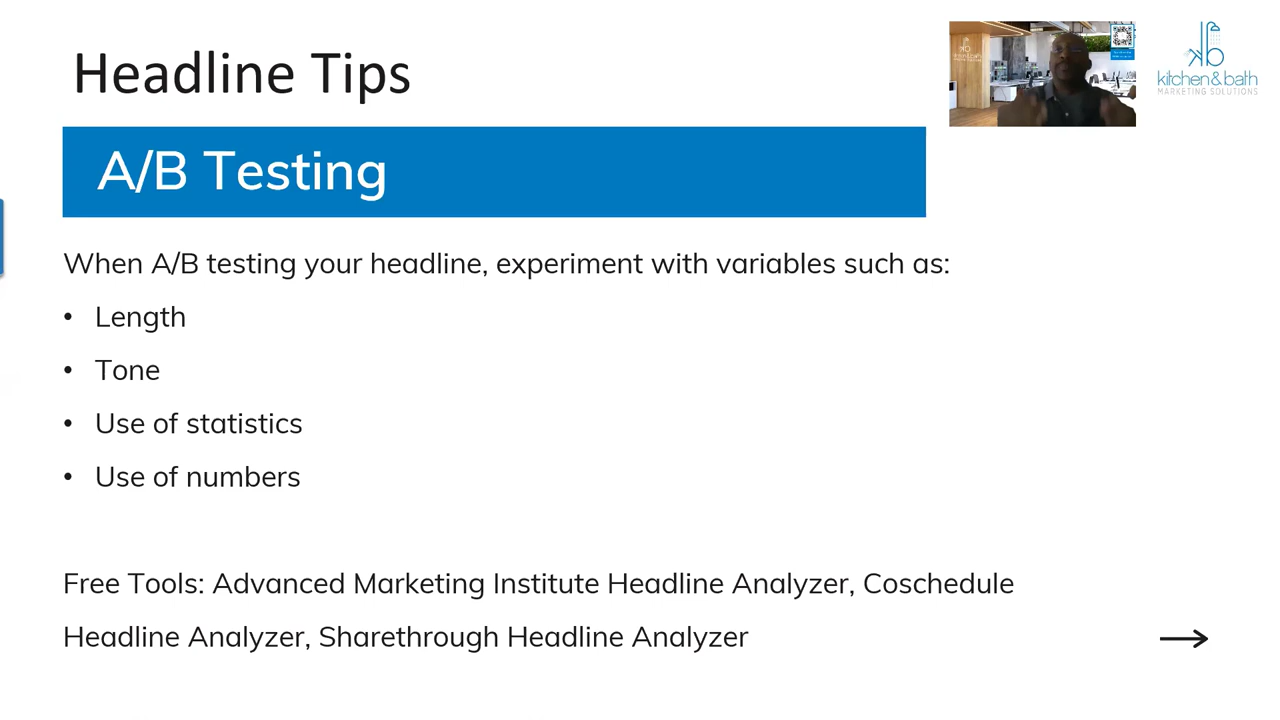 Headline Tips
kitchen & bath
MARKETING SOLUTIONS
A/B Testing
When A/B testing your headline, experiment with variables such as:
• Length
• Tone
• Use of statistics
• Use of numbers
Free Tools: Advanced Marketing Institute Headline Analyzer, Coschedule
Headline Analyzer, Sharethrough Headline Analyzer